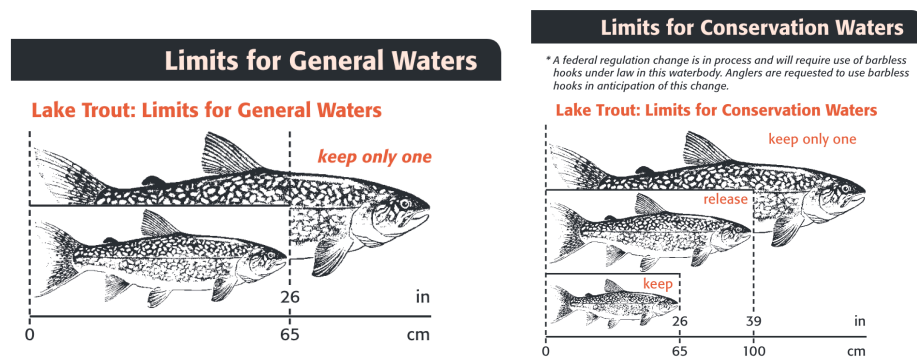 Limits for General Waters
Lake Trout: Limits for General Waters
keep only one
26 in
0 65 cm
Limits for Conservation Waters
* A federal regulation change is in process and will require use of barbless
hooks under law in this waterbody. Anglers are requested to use barbless
hooks in anticipation of this change.
Lake Trout: Limits for Conservation Waters
keep only one
release
keep
26 39 in
0 65 100 cm